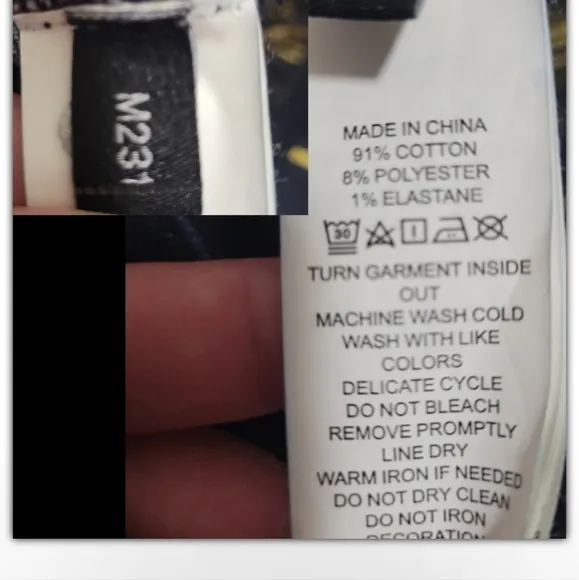 M231
MADE IN CHINA
91% COTTON
8% POLYESTER
1% ELASTANE
30
TURN GARMENT INSIDE
OUT
MACHINE WASH COLD
WASH WITH LIKE
COLORS
DELICATE CYCLE
DO NOT BLEACH
REMOVE PROMPTLY
LINE DRY
WARM IRON IF NEEDED
DO NOT DRY CLEAN
DO NOT IRON
DECORATION